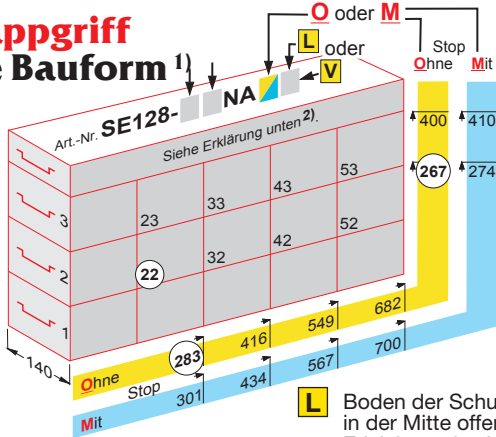 appgriff
e Bauform 1)
O oder M
L oder
V
Stop
Ohne Mit
Art.-Nr. SE128- NA
Siehe Erklärung unten 2).
400 410
267 274
53
43
33
23
3
52
42
32
22
2
1
140
Ohne 283 416 549 682
Stop
Mit 301 434 567 700
L Boden der Schu
in der Mitte offen